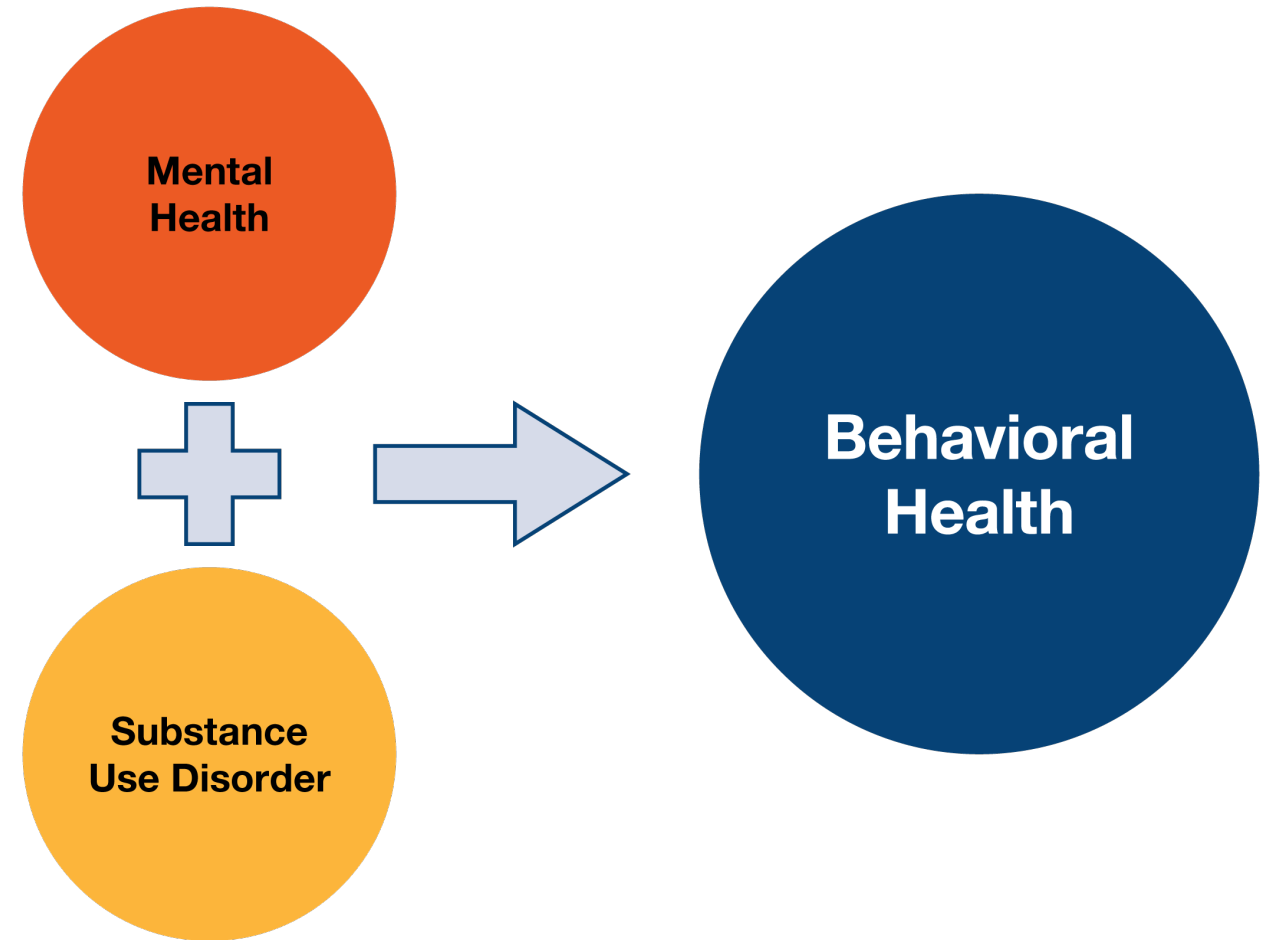 Mental
Health
Substance
Use Disorder
Behavioral
Health